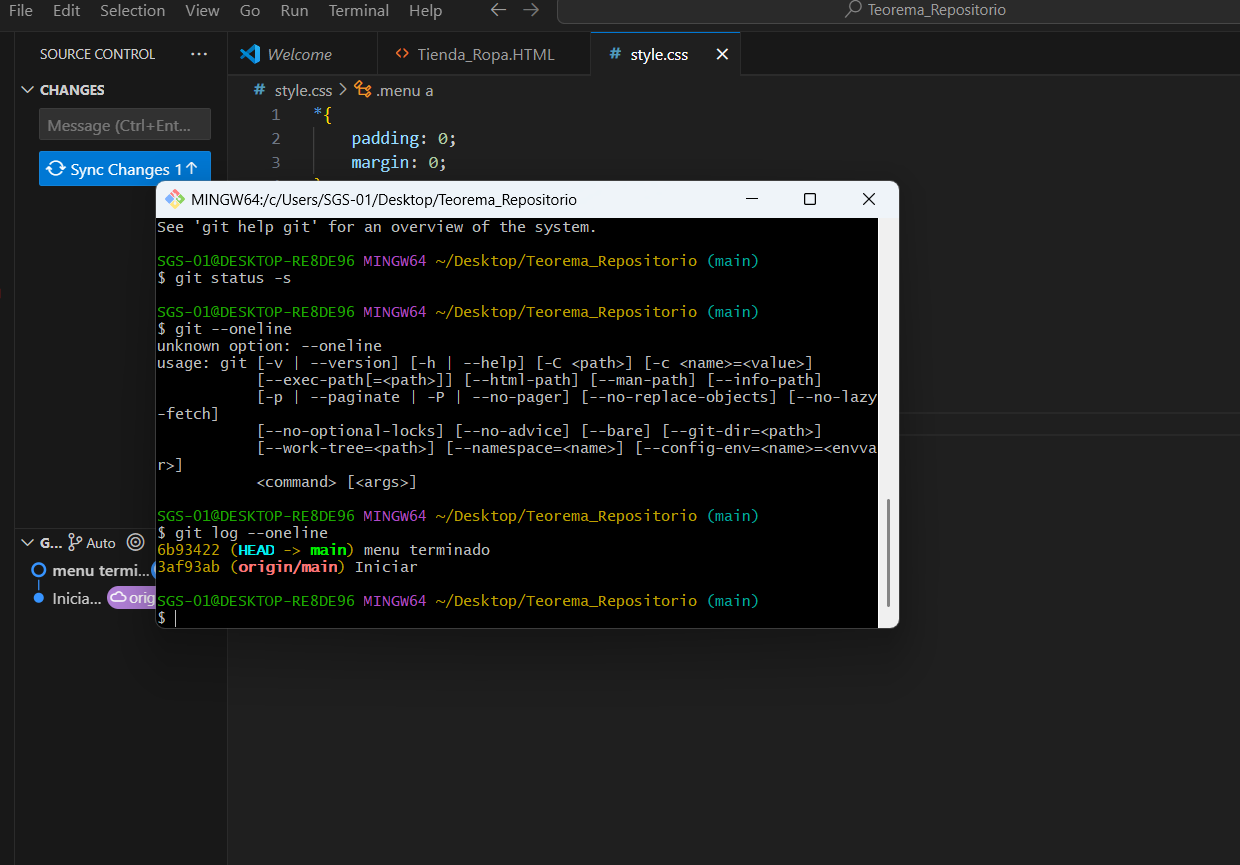 File Edit Selection View Go Run Terminal Help
Teorema_Repositorio
SOURCE CONTROL ...
Welcome
<> Tienda_Ropa.HTML
# style.css
CHANGES
# style.css > .menu a
Message (Ctrl+Ent...
1 *{
2 padding: 0;
3 margin: 0;
Sync Changes 1↑
MINGW64:/c/Users/SGS-01/Desktop/Teorema_Repositorio
See 'git help git' for an overview of the system.
SGS-01@DESKTOP-RE8DE96 MINGW64 ~/Desktop/Teorema_Repositorio (main)
$ git status -s
SGS-01@DESKTOP-RE8DE96 MINGW64 ~/Desktop/Teorema_Repositorio (main)
$ git --oneline
unknown option: --oneline
usage: git [-v | --version] [-h | --help] [-C <path>] [-c <name>=<value>]
[--exec-path[=<path>]] [--html-path] [--man-path] [--info-path]
[-p | --paginate | -P | --no-pager] [--no-replace-objects] [--no-lazy
-fetch]
[--no-optional-locks] [--no-advice] [--bare] [--git-dir=<path>]
[--work-tree=<path>] [--namespace=<name>] [--config-env=<name>=<envva
r>]
<command> [<args>]
SGS-01@DESKTOP-RE8DE96 MINGW64 ~/Desktop/Teorema_Repositorio (main)
$ git log --oneline
6b93422 (HEAD -> main) menu terminado
3af93ab (origin/main) Iniciar
SGS-01@DESKTOP-RE8DE96 MINGW64 ~/Desktop/Teorema_Repositorio (main)
$
G... Auto
menu termi...
Inicia... orig